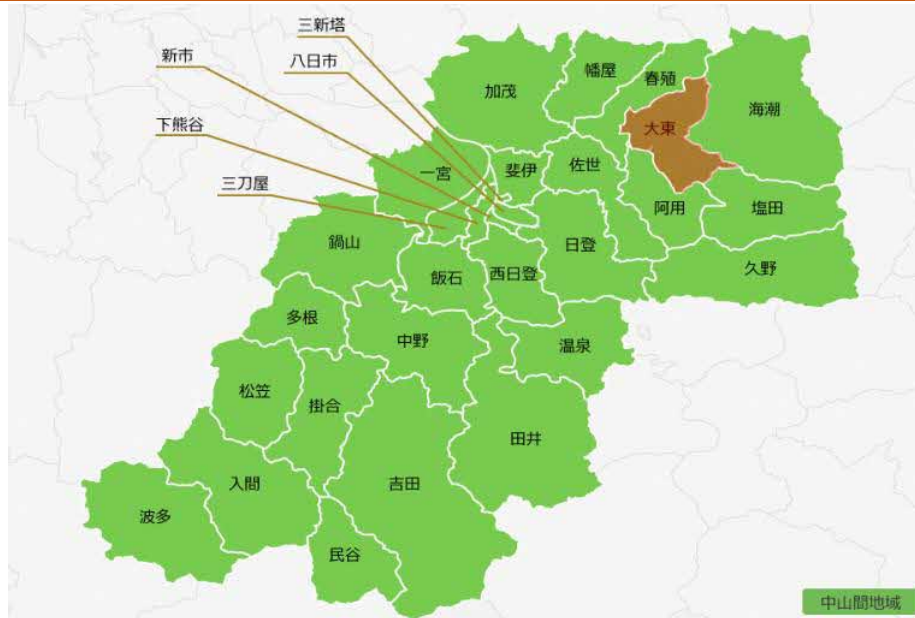 三新塔
新市
八日市
幡屋
春殖
加茂
海潮
下熊谷
大東
一宮
斐伊
佐世
三刀屋
阿用
塩田
鍋山
日登
久野
飯石
西日登
多根
中野
温泉
松笠
掛合
田井
入間
吉田
波多
民谷
中山間地域